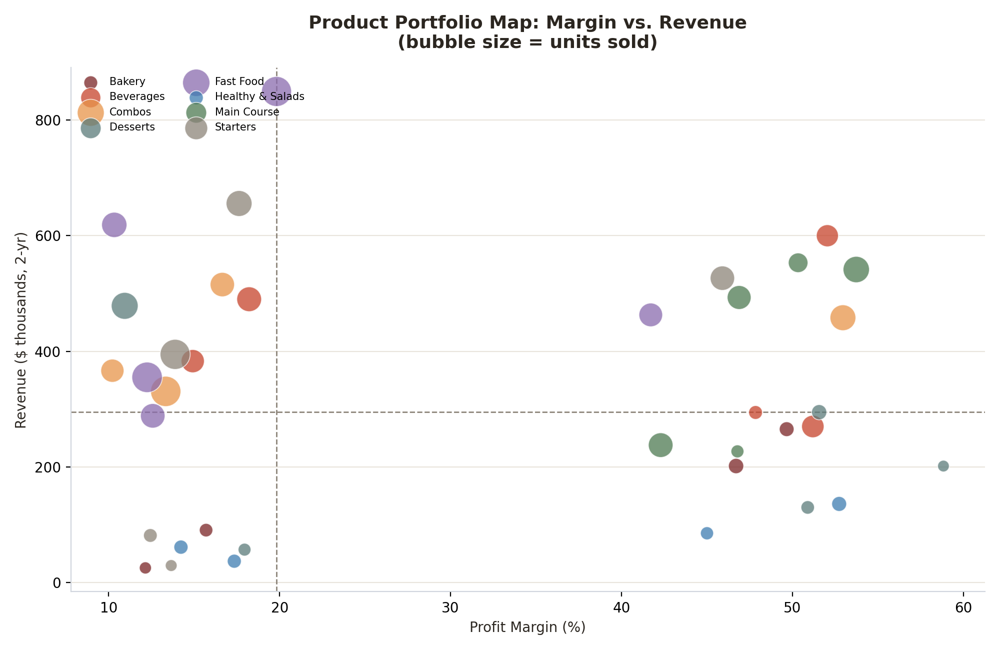 Product Portfolio Map: Margin vs. Revenue
(bubble size = units sold)
Bakery
Beverages
Combos
Desserts
Fast Food
Healthy & Salads
Main Course
Starters
Revenue ($ thousands, 2-yr)
800
600
400
200
0
10 20 30 40 50 60
Profit Margin (%)